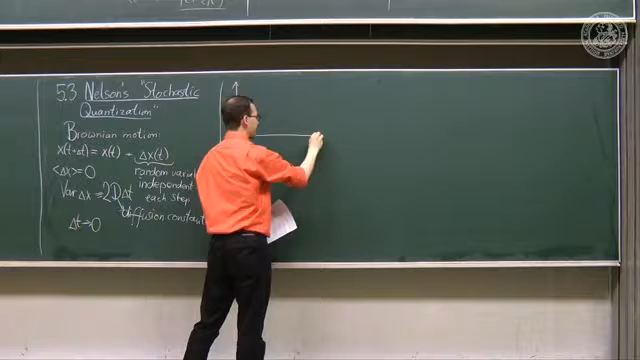 5.3 Nelson's "Stochastic
Quantization"
Brownian motion:
x(t+Δt) = x(t) + Δx(t)
<Δx>=0
random variable
Var Δx = 2DΔt
independent
each step
diffusion constant
Δt→0